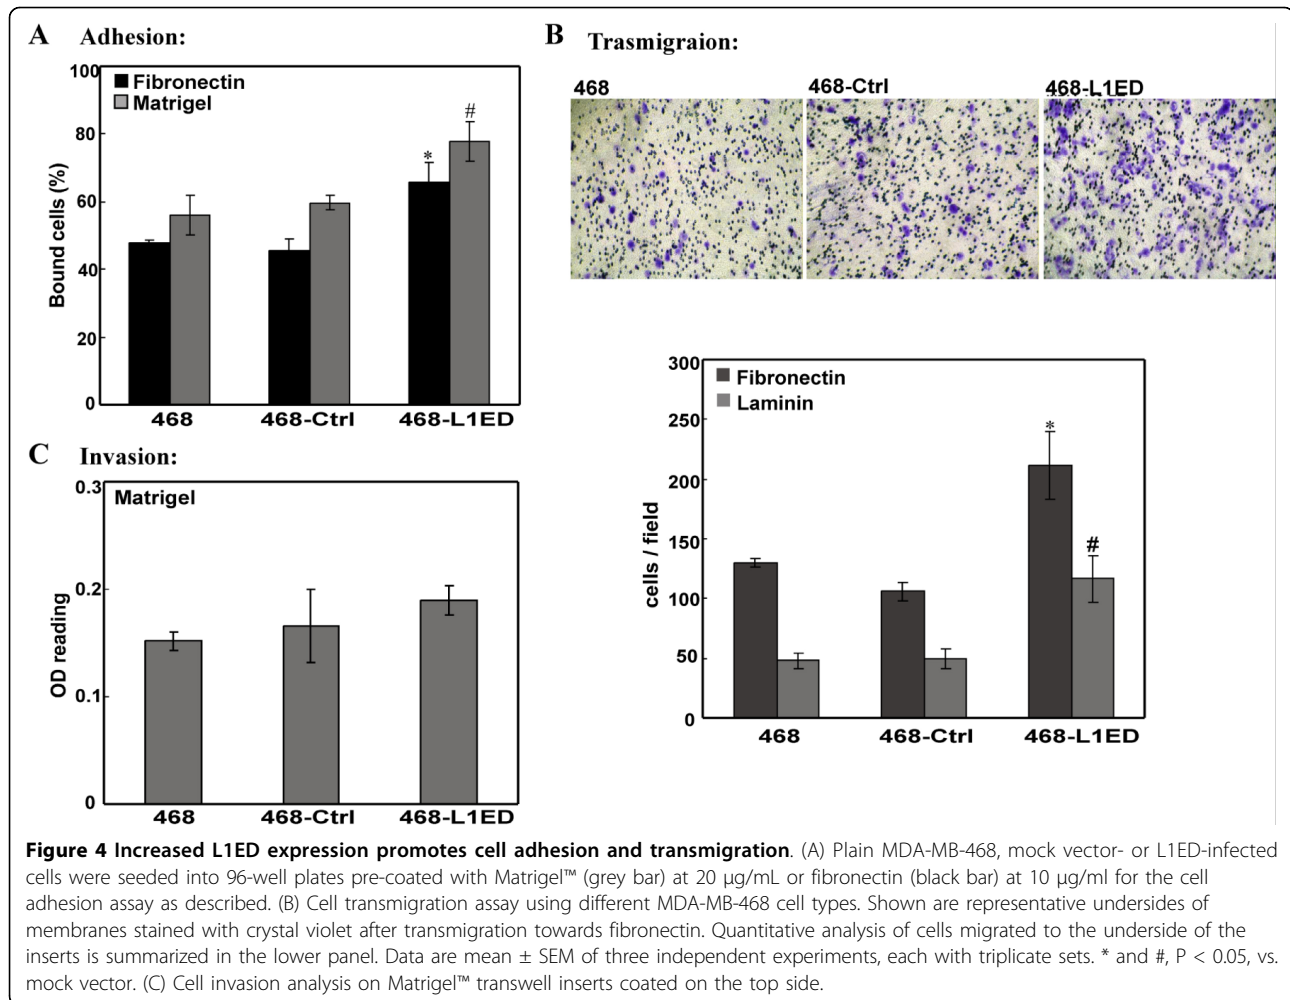 A Adhesion:
100
80
60
40
20
0
Bound cells (%)
Fibronectin
Matrigel
*
#
468 468-Ctrl 468-L1ED
B Trasmigraion:
468 468-Ctrl 468-L1ED
300
250
200
150
100
50
0
cells / field
Fibronectin
Laminin
*
#
468 468-Ctrl 468-L1ED
C Invasion:
0.3
0.2
0.1
0
OD reading
Matrigel
468 468-Ctrl 468-L1ED
Figure 4 Increased L1ED expression promotes cell adhesion and transmigration. (A) Plain MDA-MB-468, mock vector- or L1ED-infected
cells were seeded into 96-well plates pre-coated with Matrigel™ (grey bar) at 20 μg/mL or fibronectin (black bar) at 10 μg/ml for the cell
adhesion assay as described. (B) Cell transmigration assay using different MDA-MB-468 cell types. Shown are representative undersides of
membranes stained with crystal violet after transmigration towards fibronectin. Quantitative analysis of cells migrated to the underside of the
inserts is summarized in the lower panel. Data are mean ± SEM of three independent experiments, each with triplicate sets. * and #, P < 0.05, vs.
mock vector. (C) Cell invasion analysis on Matrigel™ transwell inserts coated on the top side.